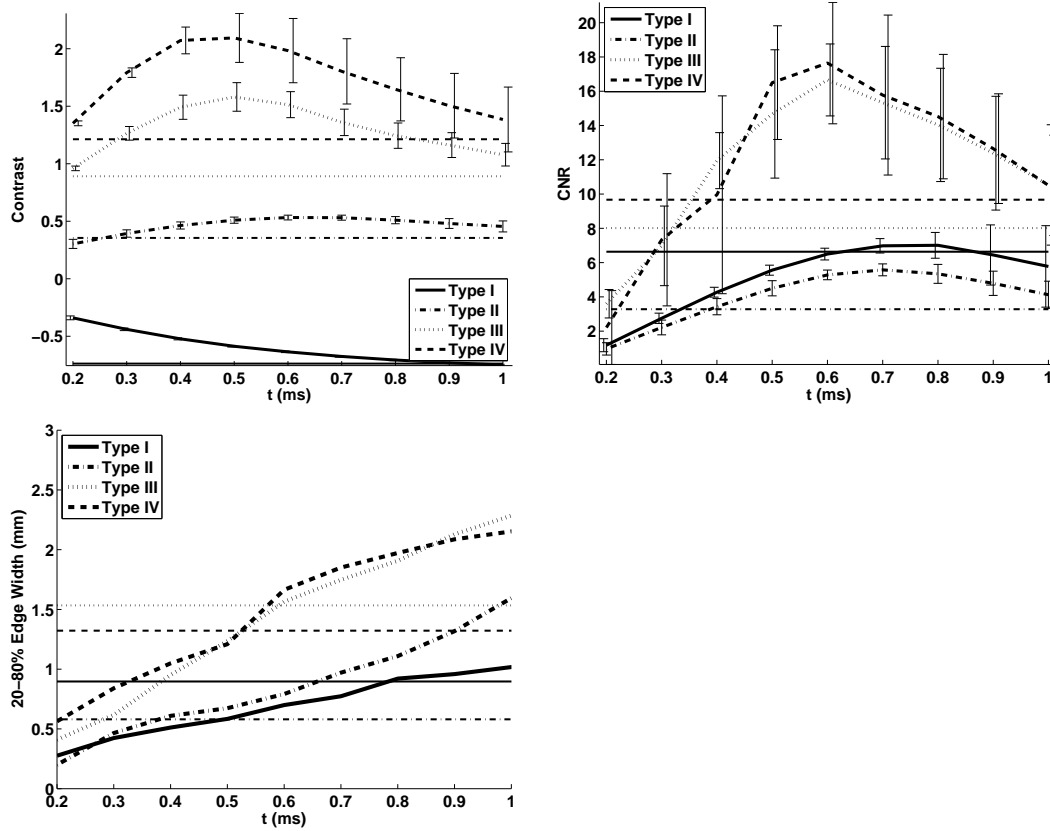 2
1.5
1
0.5
0
−0.5
Contrast
Type I
Type II
Type III
Type IV
0.2 0.3 0.4 0.5 0.6 0.7 0.8 0.9 1
t (ms)
20
18
16
14
12
10
8
6
4
2
CNR
Type I
Type II
Type III
Type IV
0.2 0.3 0.4 0.5 0.6 0.7 0.8 0.9 1
t (ms)
3
2.5
2
1.5
1
0.5
0
20−80% Edge Width (mm)
Type I
Type II
Type III
Type IV
0.2 0.3 0.4 0.5 0.6 0.7 0.8 0.9 1
t (ms)